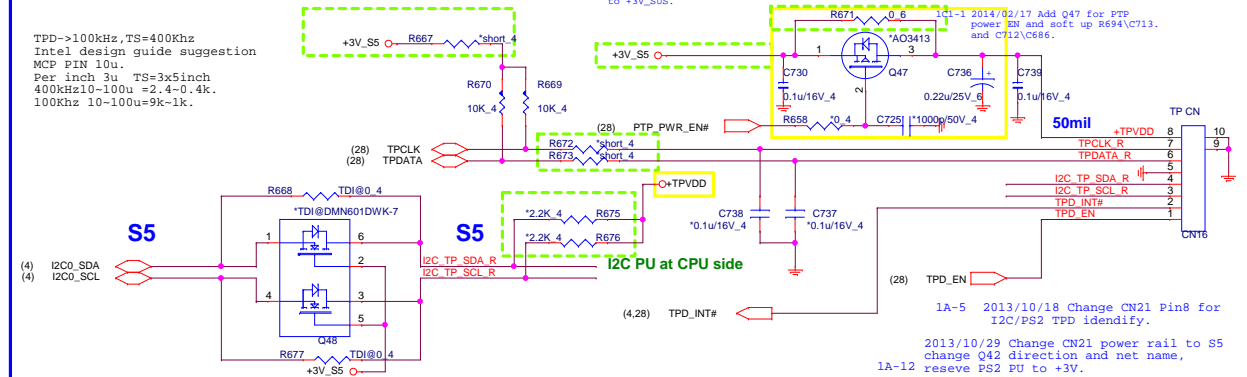 to +3V_SUS.
TPD->100kHz,TS=400Khz
Intel design guide suggestion
MCP PIN 10u.
Per inch 3u  TS=3x5inch
400kHz10~100u =2.4~0.4k.
100Khz 10~100u=9k~1k.
+3V_S5
R667
*short_4
R670
10K_4
R669
10K_4
+3V_S5
R671
0_6
1C1-1 2014/02/17 Add Q47 for PTP
power EN and soft up R694\C713.
and C712\C686.
*AO3413
1
3
2
Q47
C730
0.1u/16V_4
C736
+
0.22u/25V_6
C739
0.1u/16V_4
(28) PTP_PWR_EN#
R658
*0_4
C725
*1000p/50V_4
50mil
TP CN
(28) TPCLK
(28) TPDATA
R672
*short_4
R673
*short_4
+TPVDD
TPCLK_R
TPDATA_R
I2C_TP_SDA_R
I2C_TP_SCL_R
TPD_INT#
TPD_EN
8
7
6
5
4
3
2
1
10
9
CN16
R668
TDI@0_4
*TDI@DMN601DWK-7
S5
S5
1
6
2
4
3
5
Q48
(4) I2C0_SDA
(4) I2C0_SCL
R677
TDI@0_4
+3V_S5
+TPVDD
*2.2K_4
R675
*2.2K_4
R676
I2C_TP_SDA_R
I2C_TP_SCL_R
I2C PU at CPU side
C738
*0.1u/16V_4
C737
*0.1u/16V_4
(28) TPD_EN
(4,28) TPD_INT#
1A-5 2013/10/18 Change CN21 Pin8 for
I2C/PS2 TPD idendify.
2013/10/29 Change CN21 power rail to S5
change Q42 direction and net name,
1A-12 reseve PS2 PU to +3V.